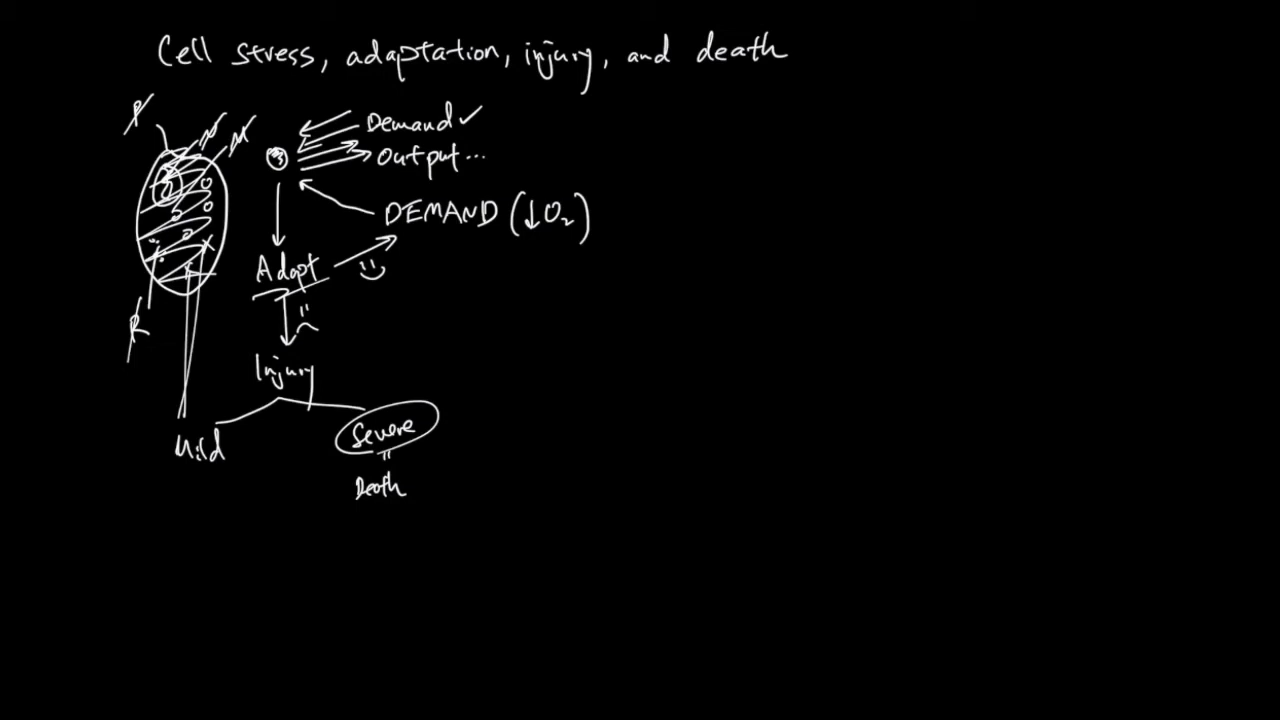 Cell stress, adaptation, injury, and death
P
N
M
Demand ✓
Output...
DEMAND (↓O₂)
Adapt
R
Injury
Mild
Severe
Death